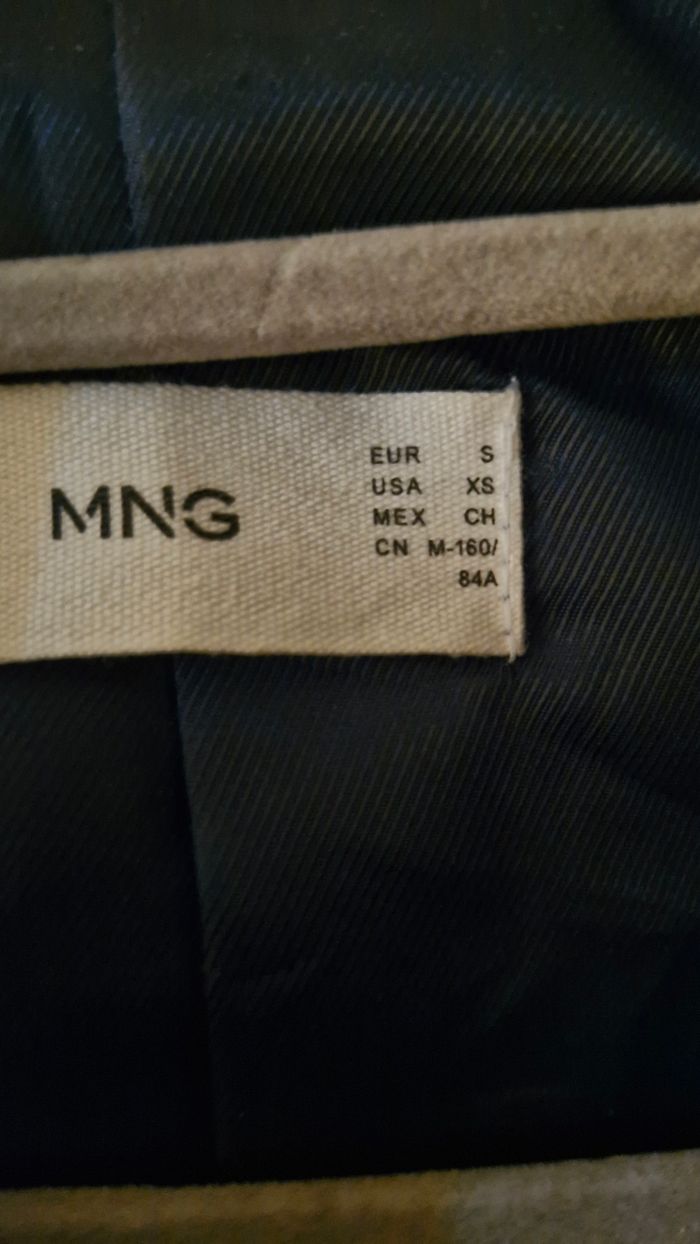 MNG
EUR S
USA XS
MEX CH
CN M-160/
84A